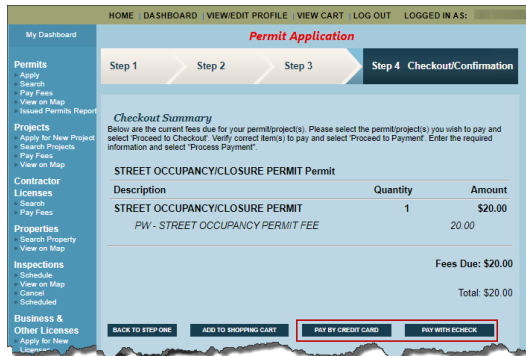 HOME | DASHBOARD | VIEW/EDIT PROFILE | VIEW CART | LOG OUT LOGGED IN AS:
My Dashboard
Permit Application
Permits
Apply
Search
Pay Fees
View on Map
Issued Permits Report
Projects
Apply for New Project
Search Projects
Pay Fees
View on Map
Contractor
Licenses
Search
Pay Fees
Properties
Search Property
View on Map
Inspections
Schedule
View on Map
Cancel
Scheduled
Business &
Other Licenses
Apply for New
License
Step 1 Step 2 Step 3 Step 4 Checkout/Confirmation
Checkout Summary
Below are the current fees due for your permit/project(s). Please select the permit/project(s) you wish to pay and
select 'Proceed to Checkout'. Verify correct item(s) to pay and select 'Proceed to Payment'. Enter the required
information and select "Process Payment".
STREET OCCUPANCY/CLOSURE PERMIT Permit
Description Quantity Amount
STREET OCCUPANCY/CLOSURE PERMIT 1 $20.00
PW - STREET OCCUPANCY PERMIT FEE 20.00
Fees Due: $20.00
Total: $20.00
BACK TO STEP ONE ADD TO SHOPPING CART PAY BY CREDIT CARD PAY WITH ECHECK